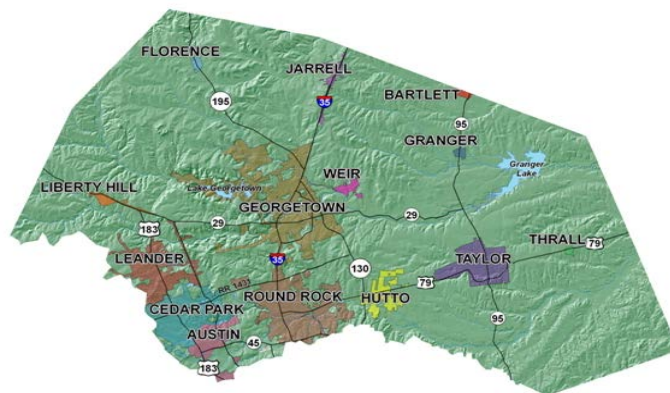 FLORENCE
JARRELL
195
35
BARTLETT
95
GRANGER
Granger
Lake
WEIR
Lake Georgetown
LIBERTY HILL
GEORGETOWN
183
29
29
THRALL
79
LEANDER
35
130
TAYLOR
RR 1431
79
ROUND ROCK
HUTTO
CEDAR PARK
95
AUSTIN
45
183